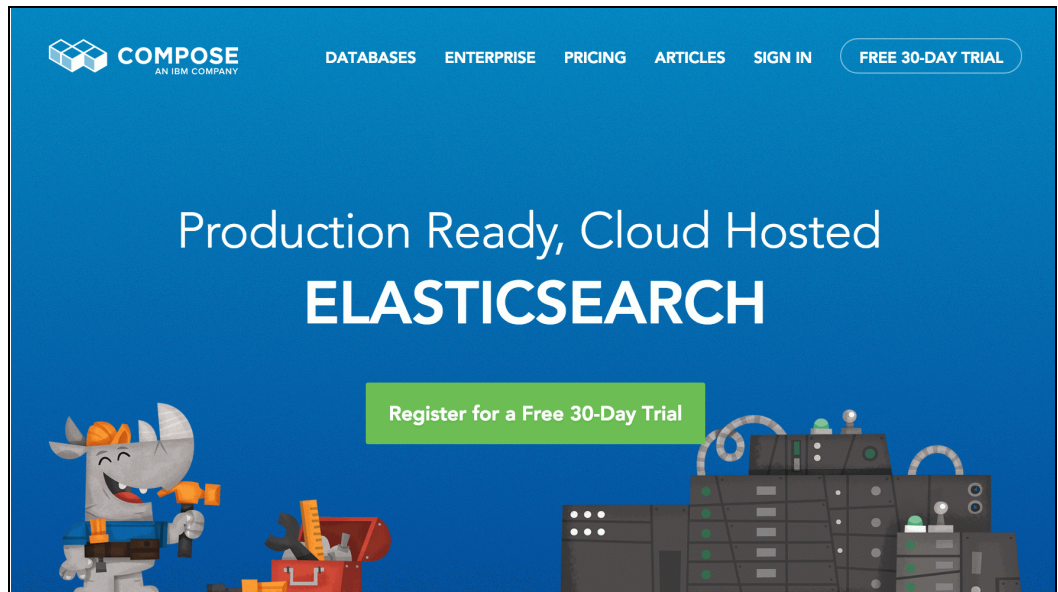 COMPOSE
AN IBM COMPANY
DATABASES ENTERPRISE PRICING ARTICLES SIGN IN FREE 30-DAY TRIAL
Production Ready, Cloud Hosted
ELASTICSEARCH
Register for a Free 30-Day Trial